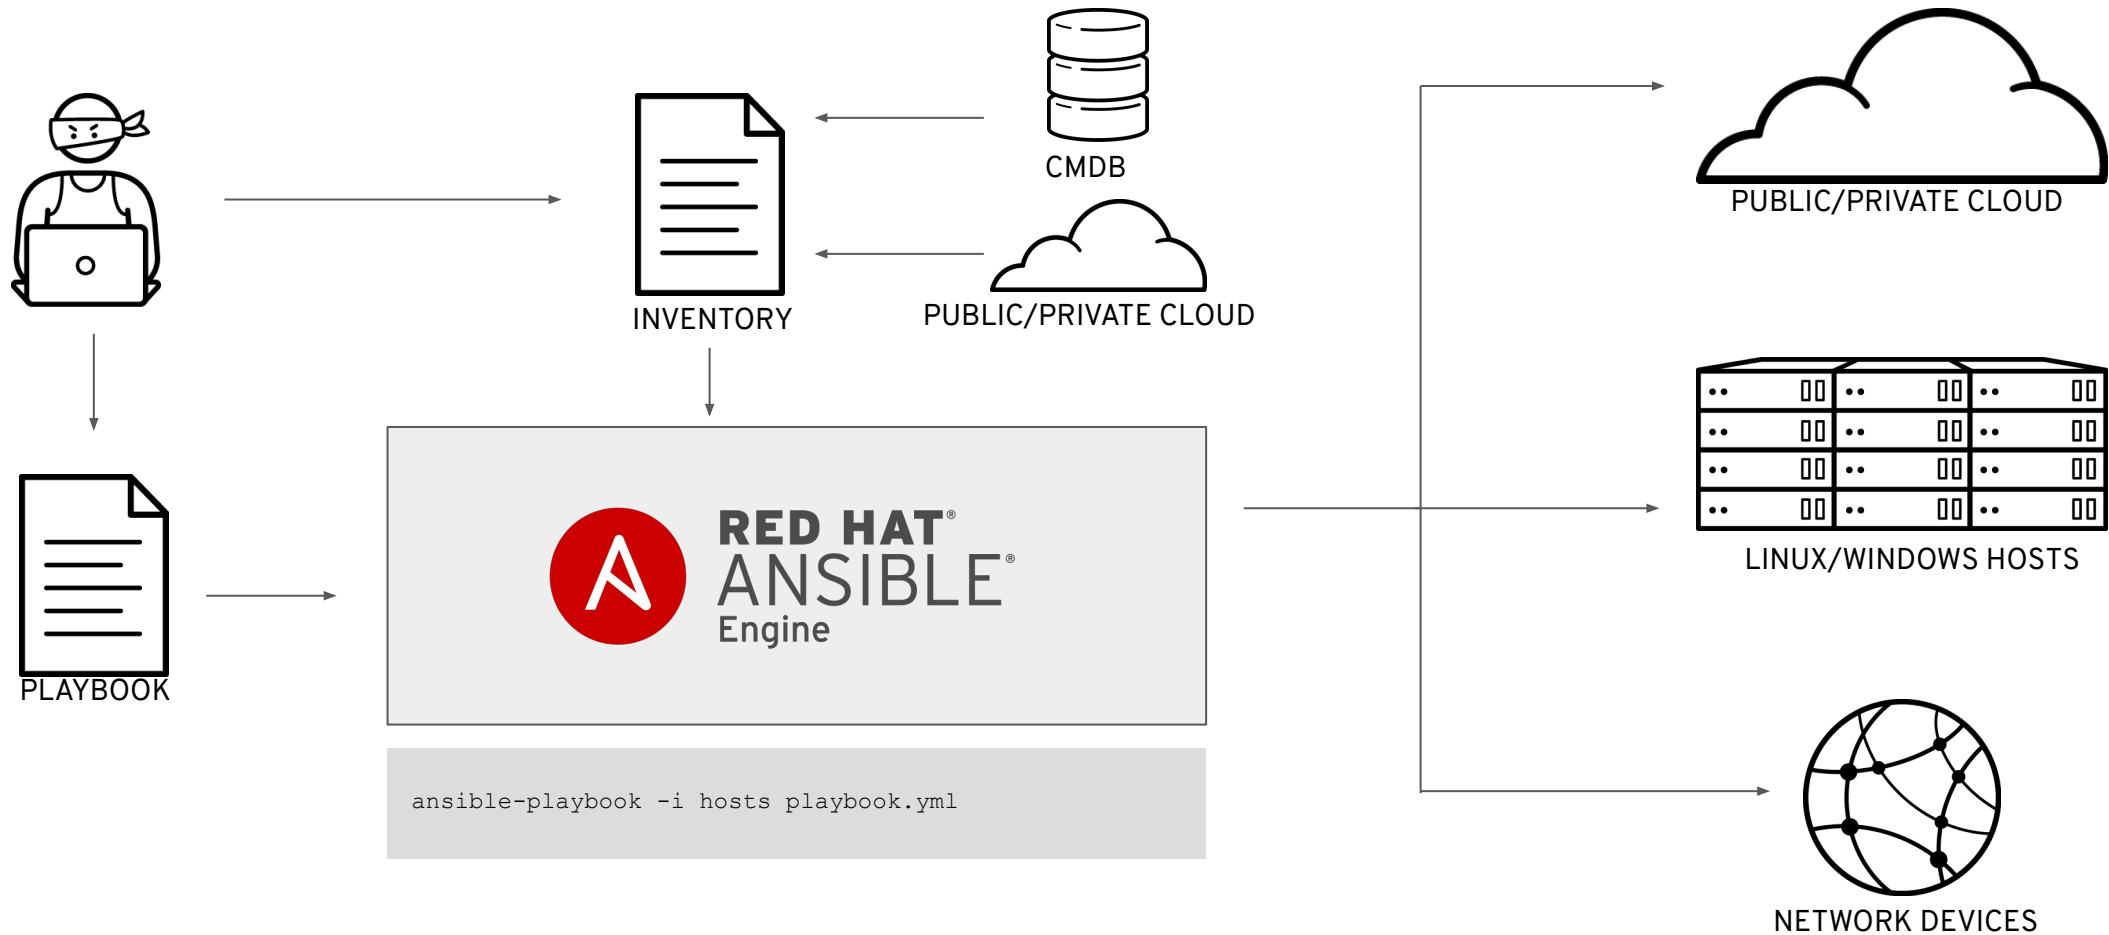 CMDB
PUBLIC/PRIVATE CLOUD
INVENTORY
PUBLIC/PRIVATE CLOUD
RED HAT®
ANSIBLE®
Engine
LINUX/WINDOWS HOSTS
PLAYBOOK
ansible-playbook -i hosts playbook.yml
NETWORK DEVICES